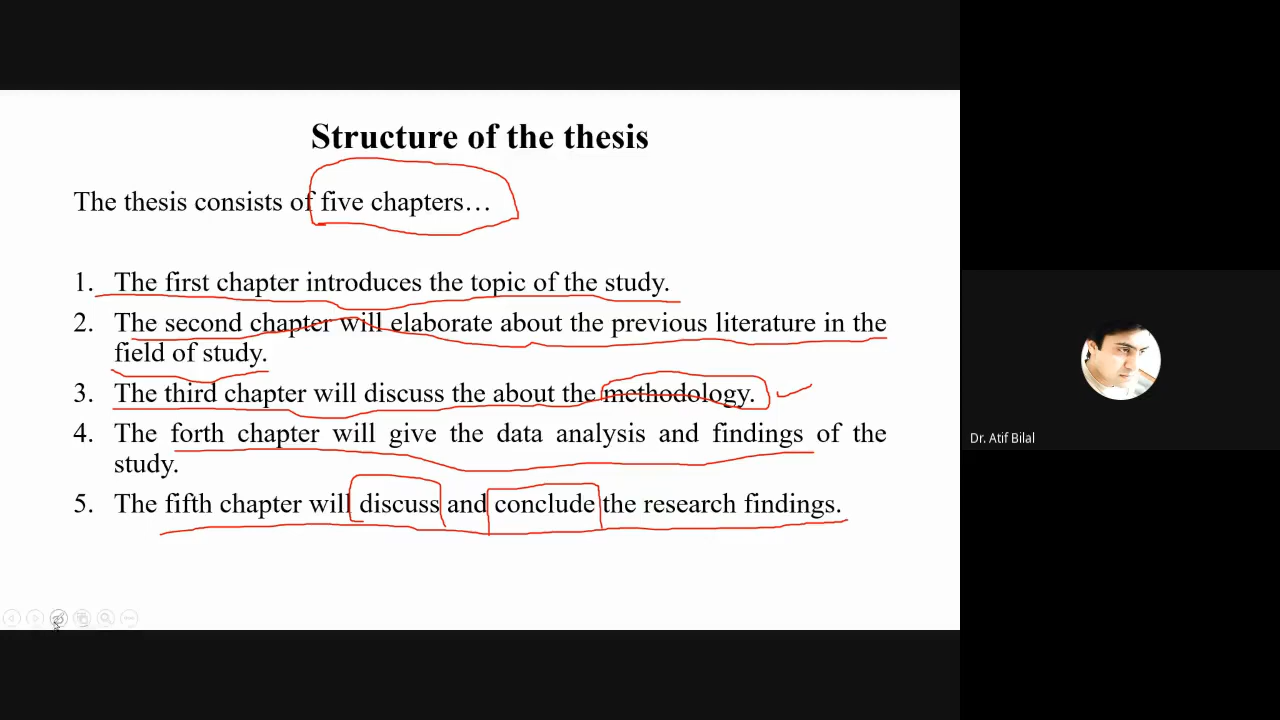 Structure of the thesis
The thesis consists of five chapters…
1. The first chapter introduces the topic of the study.
2. The second chapter will elaborate about the previous literature in the
field of study.
3. The third chapter will discuss the about the methodology.
4. The forth chapter will give the data analysis and findings of the
study.
5. The fifth chapter will discuss and conclude the research findings.
Dr. Atif Bilal